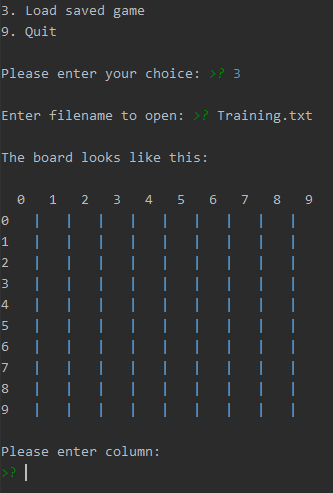 3. Load saved game
9. Quit
Please enter your choice: >? 3
Enter filename to open: >? Training.txt
The board looks like this:
0 1 2 3 4 5 6 7 8 9
0 | | | | | | | | |
1 | | | | | | | | |
2 | | | | | | | | |
3 | | | | | | | | |
4 | | | | | | | | |
5 | | | | | | | | |
6 | | | | | | | | |
7 | | | | | | | | |
8 | | | | | | | | |
9 | | | | | | | | |
Please enter column:
>?